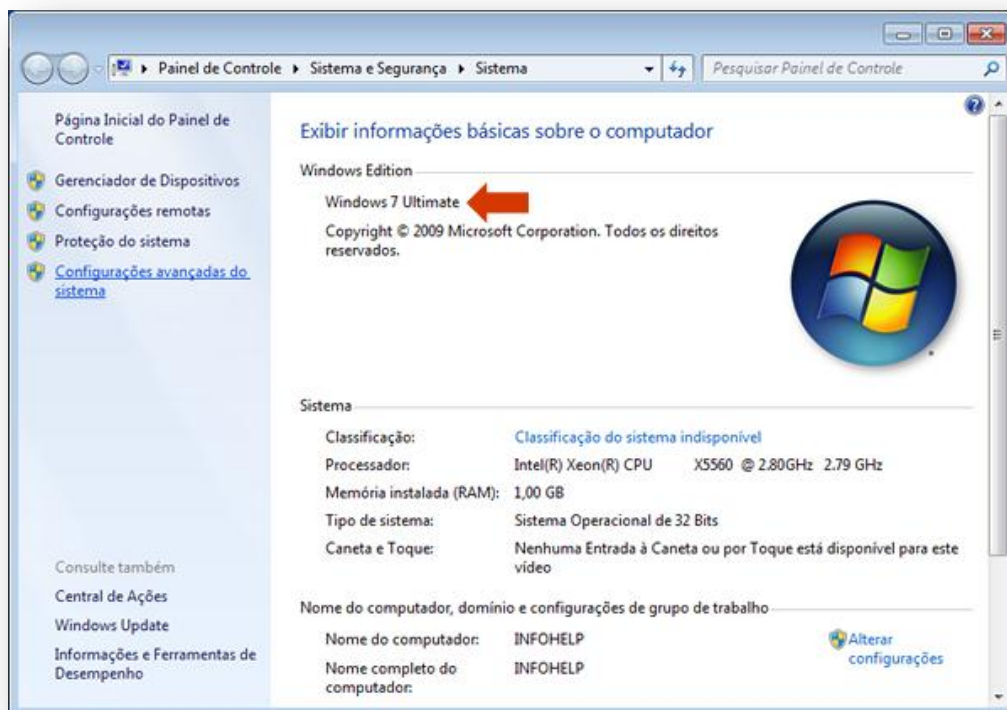 Painel de Controle
Sistema e Segurança
Sistema
Pesquisar Painel de Controle
Página Inicial do Painel de
Controle
Gerenciador de Dispositivos
Configurações remotas
Proteção do sistema
Configurações avançadas do
sistema
Consulte também
Central de Ações
Windows Update
Informações e Ferramentas de
Desempenho
Exibir informações básicas sobre o computador
Windows Edition
Windows 7 Ultimate
Copyright © 2009 Microsoft Corporation. Todos os direitos
reservados.
Sistema
Classificação: Classificação do sistema indisponível
Processador: Intel(R) Xeon(R) CPU X5560 @ 2.80GHz 2.79 GHz
Memória instalada (RAM): 1,00 GB
Tipo de sistema: Sistema Operacional de 32 Bits
Caneta e Toque: Nenhuma Entrada à Caneta ou por Toque está disponível para este
vídeo
Nome do computador, domínio e configurações de grupo de trabalho
Nome do computador: INFOHELP
Nome completo do
computador:
INFOHELP
Alterar
configurações